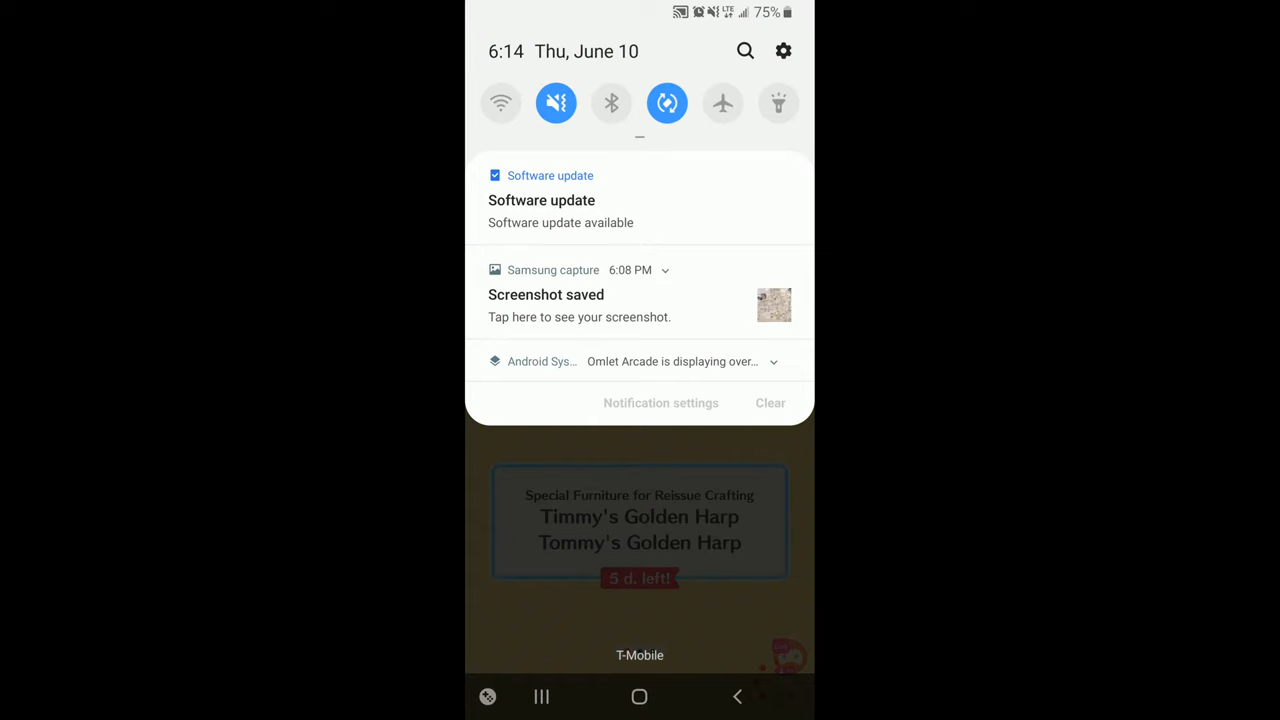 LTE 75%
6:14 Thu, June 10
Software update
Software update
Software update available
Samsung capture 6:08 PM
Screenshot saved
Tap here to see your screenshot.
Android Sys... Omlet Arcade is displaying over...
Notification settings Clear
Special Furniture for Reissue Crafting
Timmy's Golden Harp
Tommy's Golden Harp
5 d. left!
T-Mobile